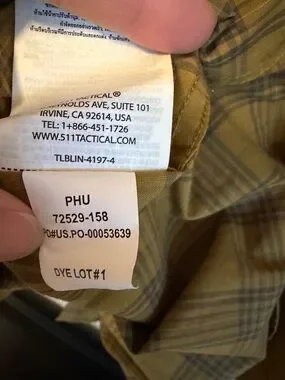 TACTICAL®
REYNOLDS AVE, SUITE 101
IRVINE, CA 92614, USA
TEL: 1+866-451-1726
WWW.511TACTICAL.COM
TLBLIN-4197-4
PHU
72529-158
PO#US.PO-00053639
DYE LOT#1